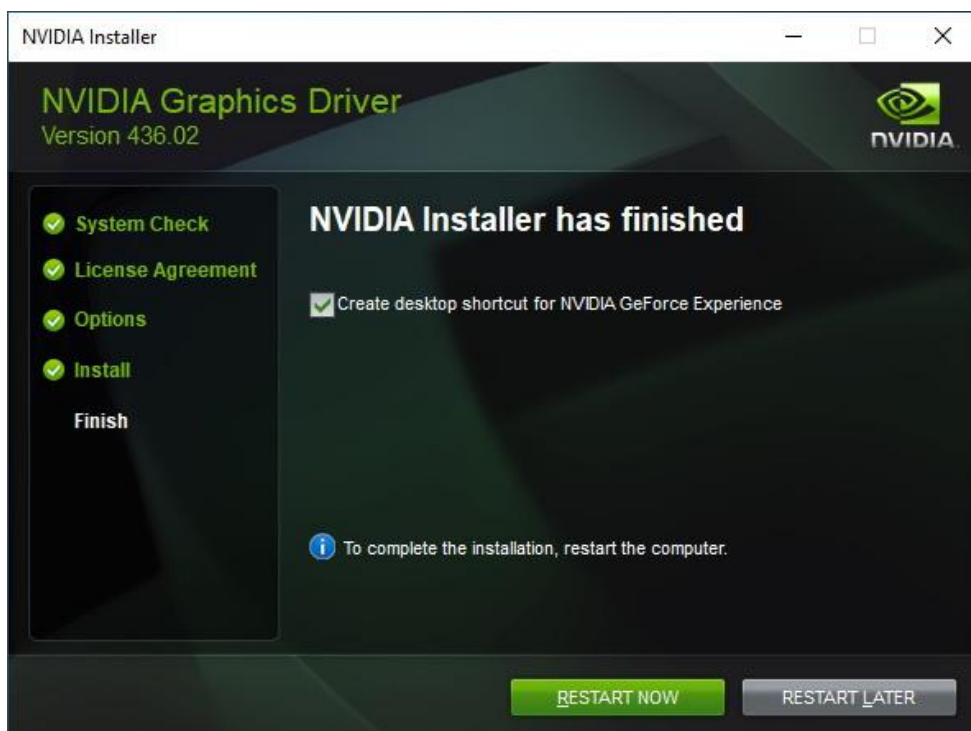 NVIDIA Installer
NVIDIA Graphics Driver
Version 436.02
NVIDIA.
System Check
License Agreement
Options
Install
Finish
NVIDIA Installer has finished
Create desktop shortcut for NVIDIA GeForce Experience
To complete the installation, restart the computer.
RESTART NOW
RESTART LATER